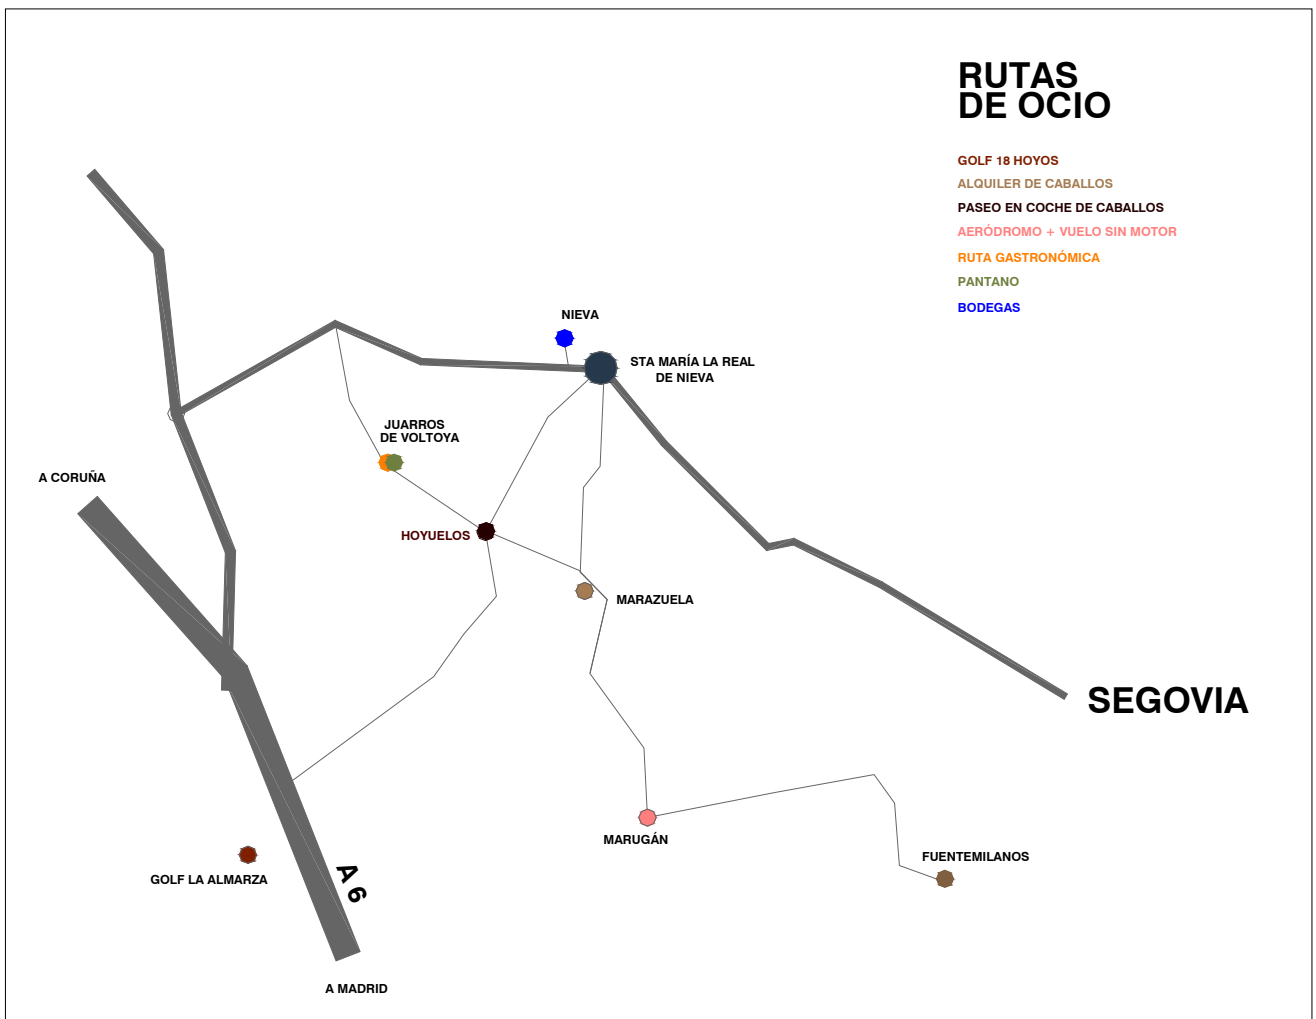 RUTAS
DE OCIO
GOLF 18 HOYOS
ALQUILER DE CABALLOS
PASEO EN COCHE DE CABALLOS
AERÓDROMO + VUELO SIN MOTOR
RUTA GASTRONÓMICA
PANTANO
BODEGAS
NIEVA
STA MARÍA LA REAL
DE NIEVA
JUARROS
DE VOLTOYA
A CORUÑA
HOYUELOS
MARAZUELA
SEGOVIA
MARUGÁN
FUENTEMILANOS
GOLF LA ALMARZA
A 6
A MADRID